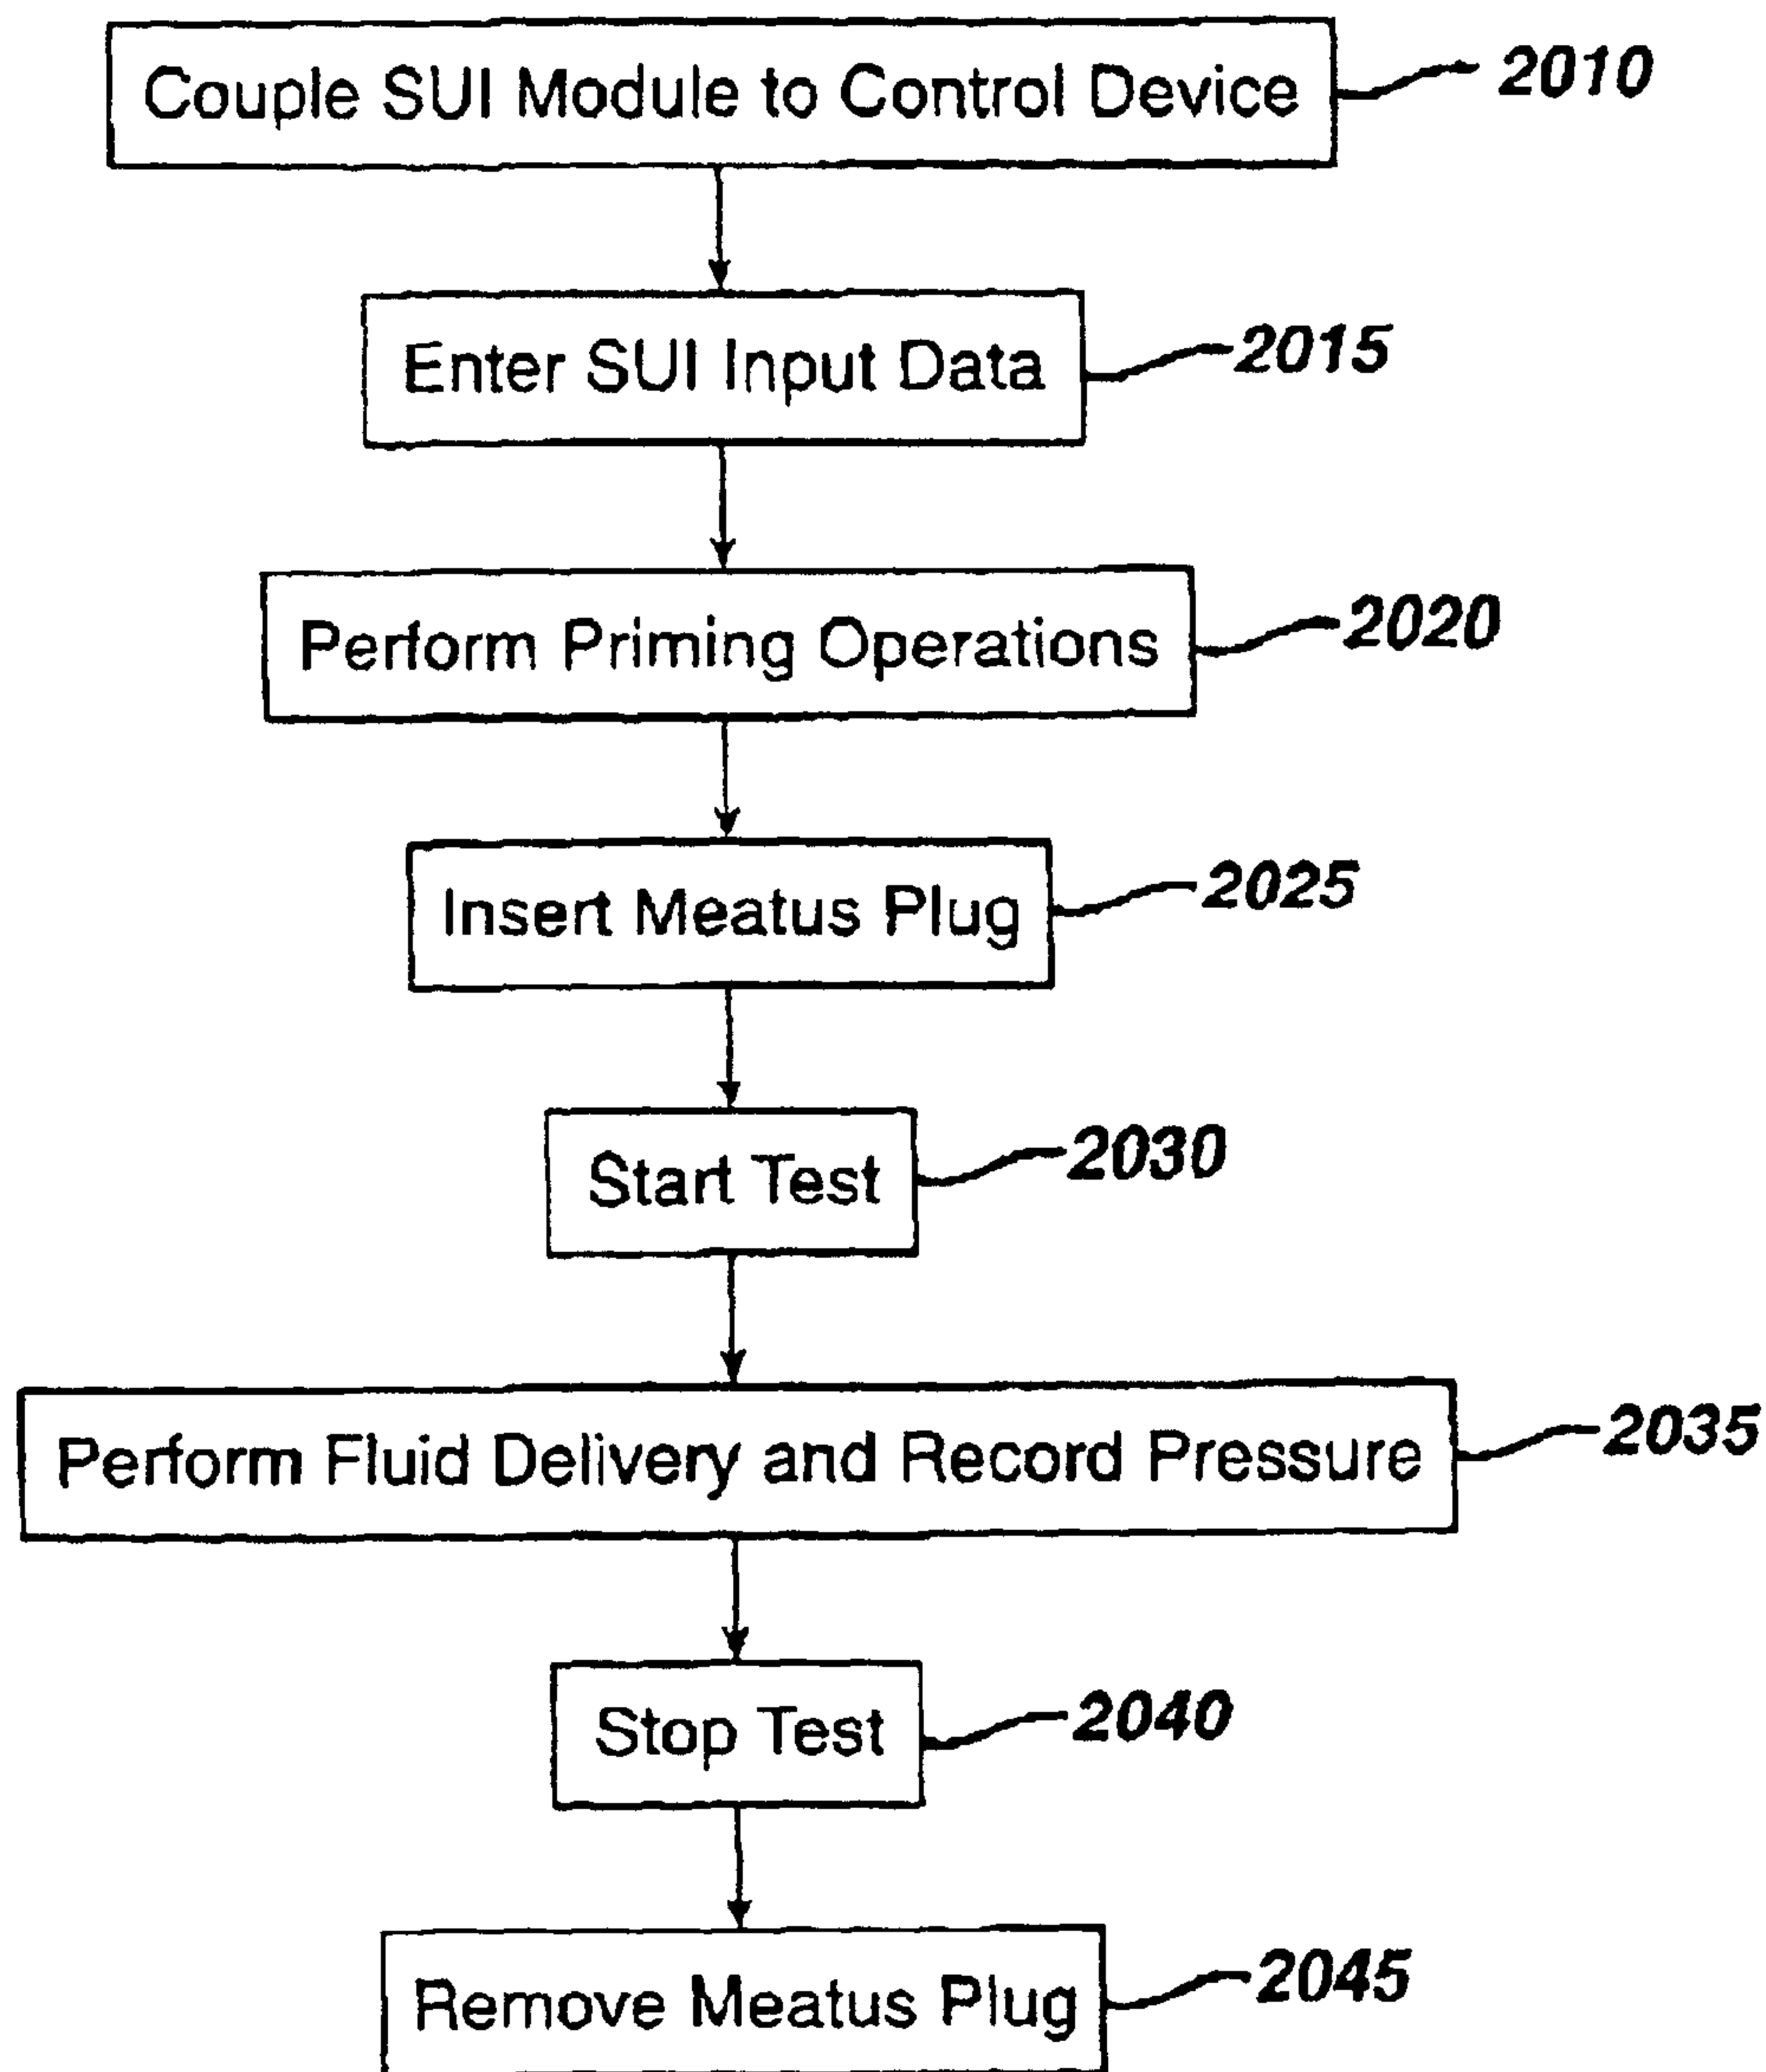 Couple SUI Module to Control Device 2010
Enter SUI Input Data 2015
Perform Priming Operations 2020
Insert Meatus Plug 2025
Start Test 2030
Perform Fluid Delivery and Record Pressure 2035
Stop Test 2040
Remove Meatus Plug 2045